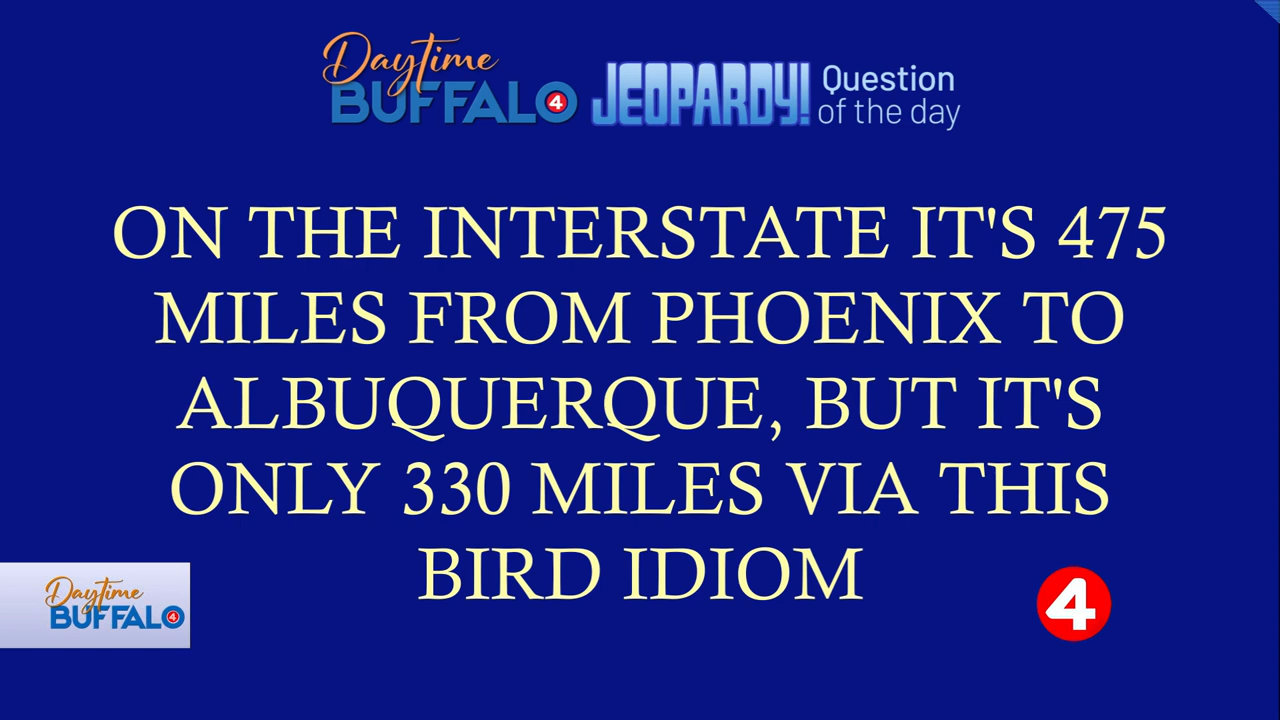 Daytime
BUFFALO 4
JEOPARDY!
Question
of the day
ON THE INTERSTATE IT'S 475
MILES FROM PHOENIX TO
ALBUQUERQUE, BUT IT'S
ONLY 330 MILES VIA THIS
BIRD IDIOM
Daytime
BUFFALO 4
4